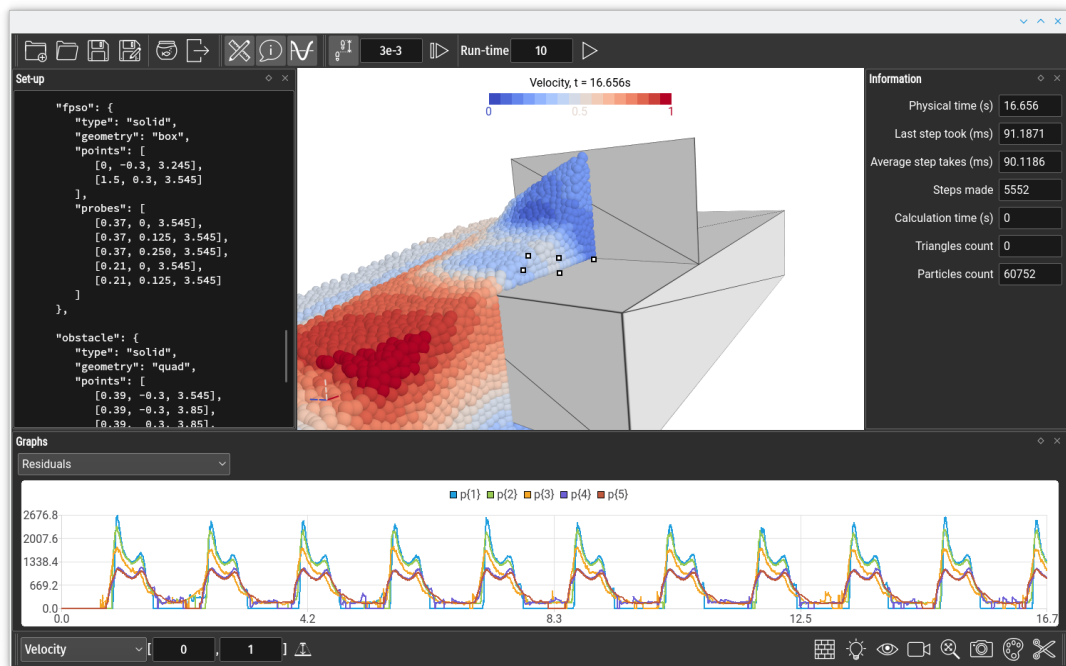 3e-3
Run-time
10
Set-up
"fpso": {
"type": "solid",
"geometry": "box",
"points": [
[0, -0.3, 3.245],
[1.5, 0.3, 3.545]
],
"probes": [
[0.37, 0, 3.545],
[0.37, 0.125, 3.545],
[0.37, 0.250, 3.545],
[0.21, 0, 3.545],
[0.21, 0.125, 3.545]
]
},
"obstacle": {
"type": "solid",
"geometry": "quad",
"points": [
[0.39, -0.3, 3.545],
[0.39, -0.3, 3.85],
[0.39, 0.3, 3.85],
Velocity, t = 16.656s
0 0.5 1
Information
Physical time (s) 16.656
Last step took (ms) 91.1871
Average step takes (ms) 90.1186
Steps made 5552
Calculation time (s) 0
Triangles count 0
Particles count 60752
Graphs
Residuals
p{1} p{2} p{3} p{4} p{5}
2676.8
2007.6
1338.4
669.2
0.0
0.0 4.2 8.3 12.5 16.7
Velocity [ 0 , 1 ]